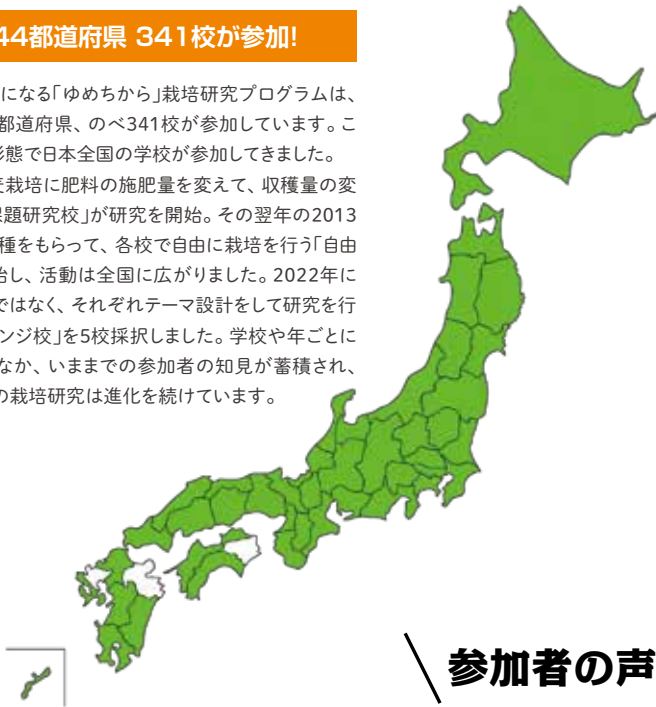 44都道府県 341校が参加!
になる「ゆめちから」栽培研究プログラムは、
都道府県、のべ341校が参加しています。こ
形態で日本全国の学校が参加してきました。
栽培に肥料の施肥量を変えて、収穫量の変
課題研究校」が研究を開始。その翌年の2013
種をもらって、各校で自由に栽培を行う「自由
始し、活動は全国に広がりました。2022年に
ではなく、それぞれテーマ設計をして研究を行
ンジ校」を5校採択しました。学校や年ごとに
なか、いままでの参加者の知見が蓄積され、
の栽培研究は進化を続けています。
参加者の声